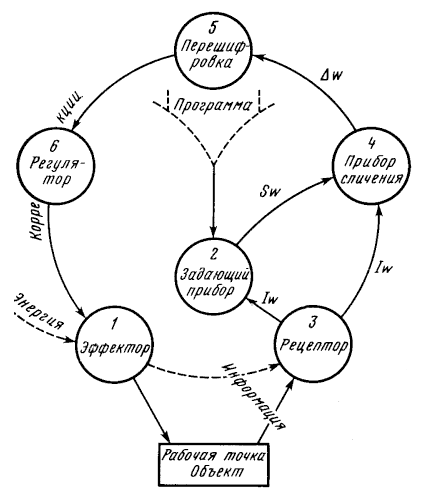 5
Перешиф-
ровка
Δw
кции
Программа
6
Регуля-
тор
4
Прибор
сличения
Sw
Корре
2
Задающий
прибор
Iw
Iw
Энергия
1
Эффектор
3
Рецептор
Информация
Рабочая точка
Объект